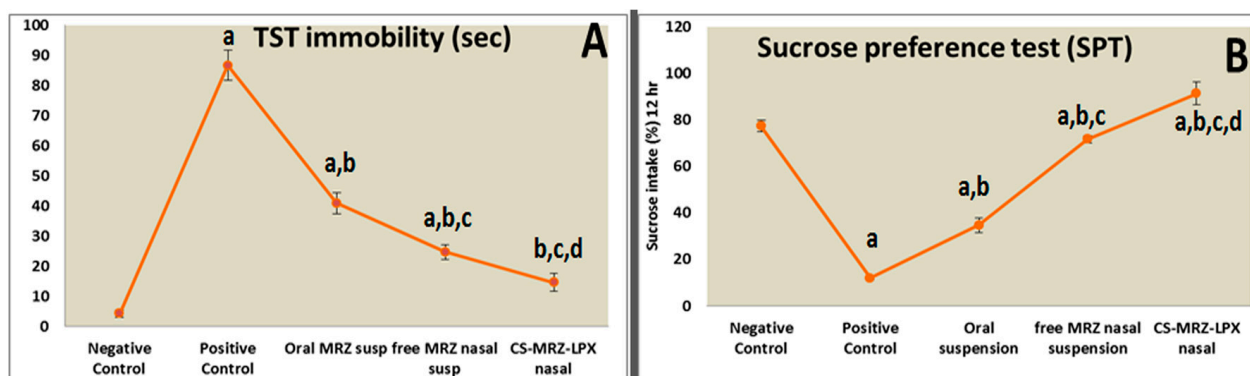 TST immobility (sec)
A
100
90
80
70
60
50
40
30
20
10
0
a
a,b
a,b,c
b,c,d
Negative
Control
Positive
Control
Oral MRZ susp
free MRZ nasal
susp
CS-MRZ-LPX
nasal
Sucrose preference test (SPT)
B
Sucrose intake (%) 12 hr
120
100
80
60
40
20
0
a
a,b
a,b,c
a,b,c,d
Negative
Control
Positive
Control
Oral
suspension
free MRZ nasal
suspension
CS-MRZ-LPX
nasal